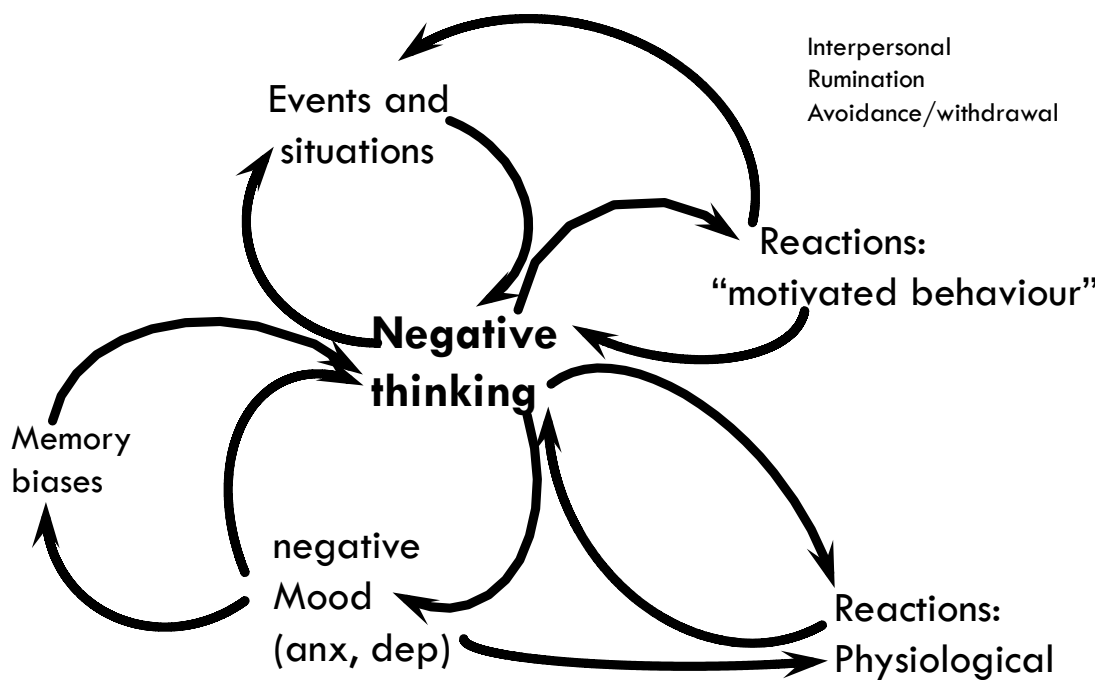 Interpersonal
Rumination
Avoidance/withdrawal
Events and
situations
Reactions:
“motivated behaviour”
Negative
thinking
Memory
biases
negative
Mood
(anx, dep)
Reactions:
Physiological